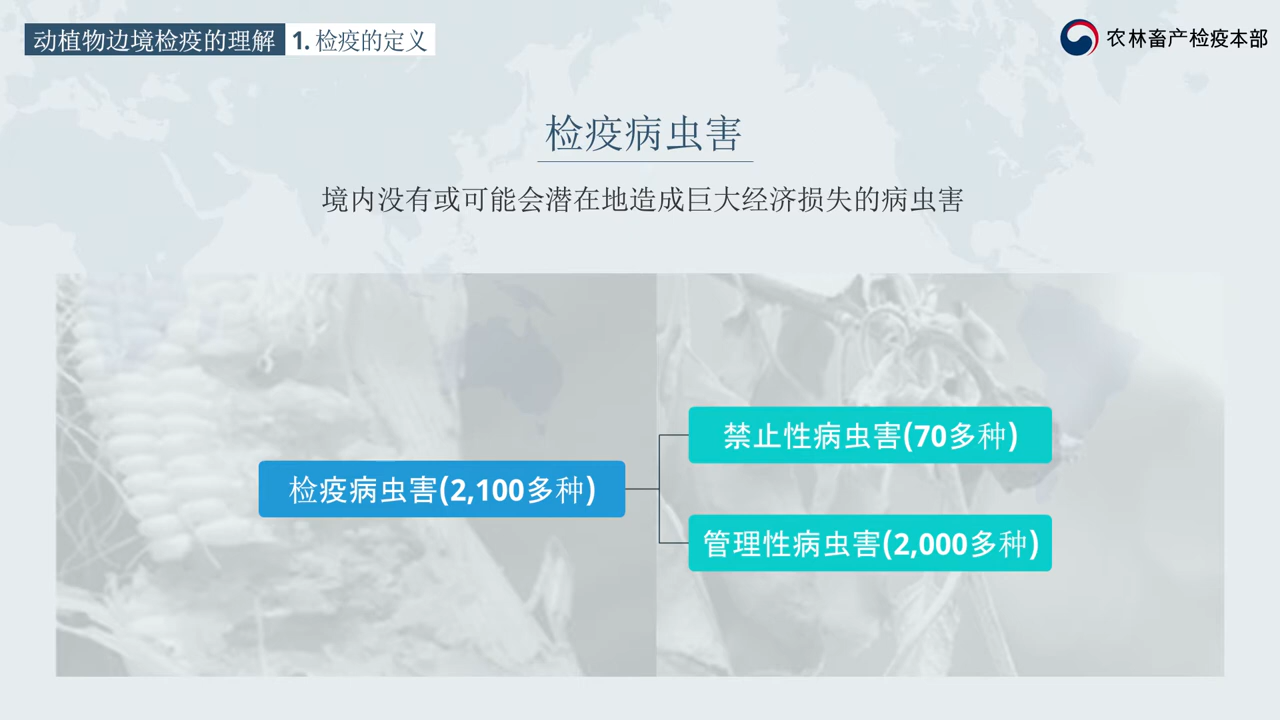 动植物边境检疫的理解 1. 检疫的定义
农林畜产检疫本部
检疫病虫害
境内没有或可能会潜在地造成巨大经济损失的病虫害
检疫病虫害(2,100多种)
禁止性病虫害(70多种)
管理性病虫害(2,000多种)